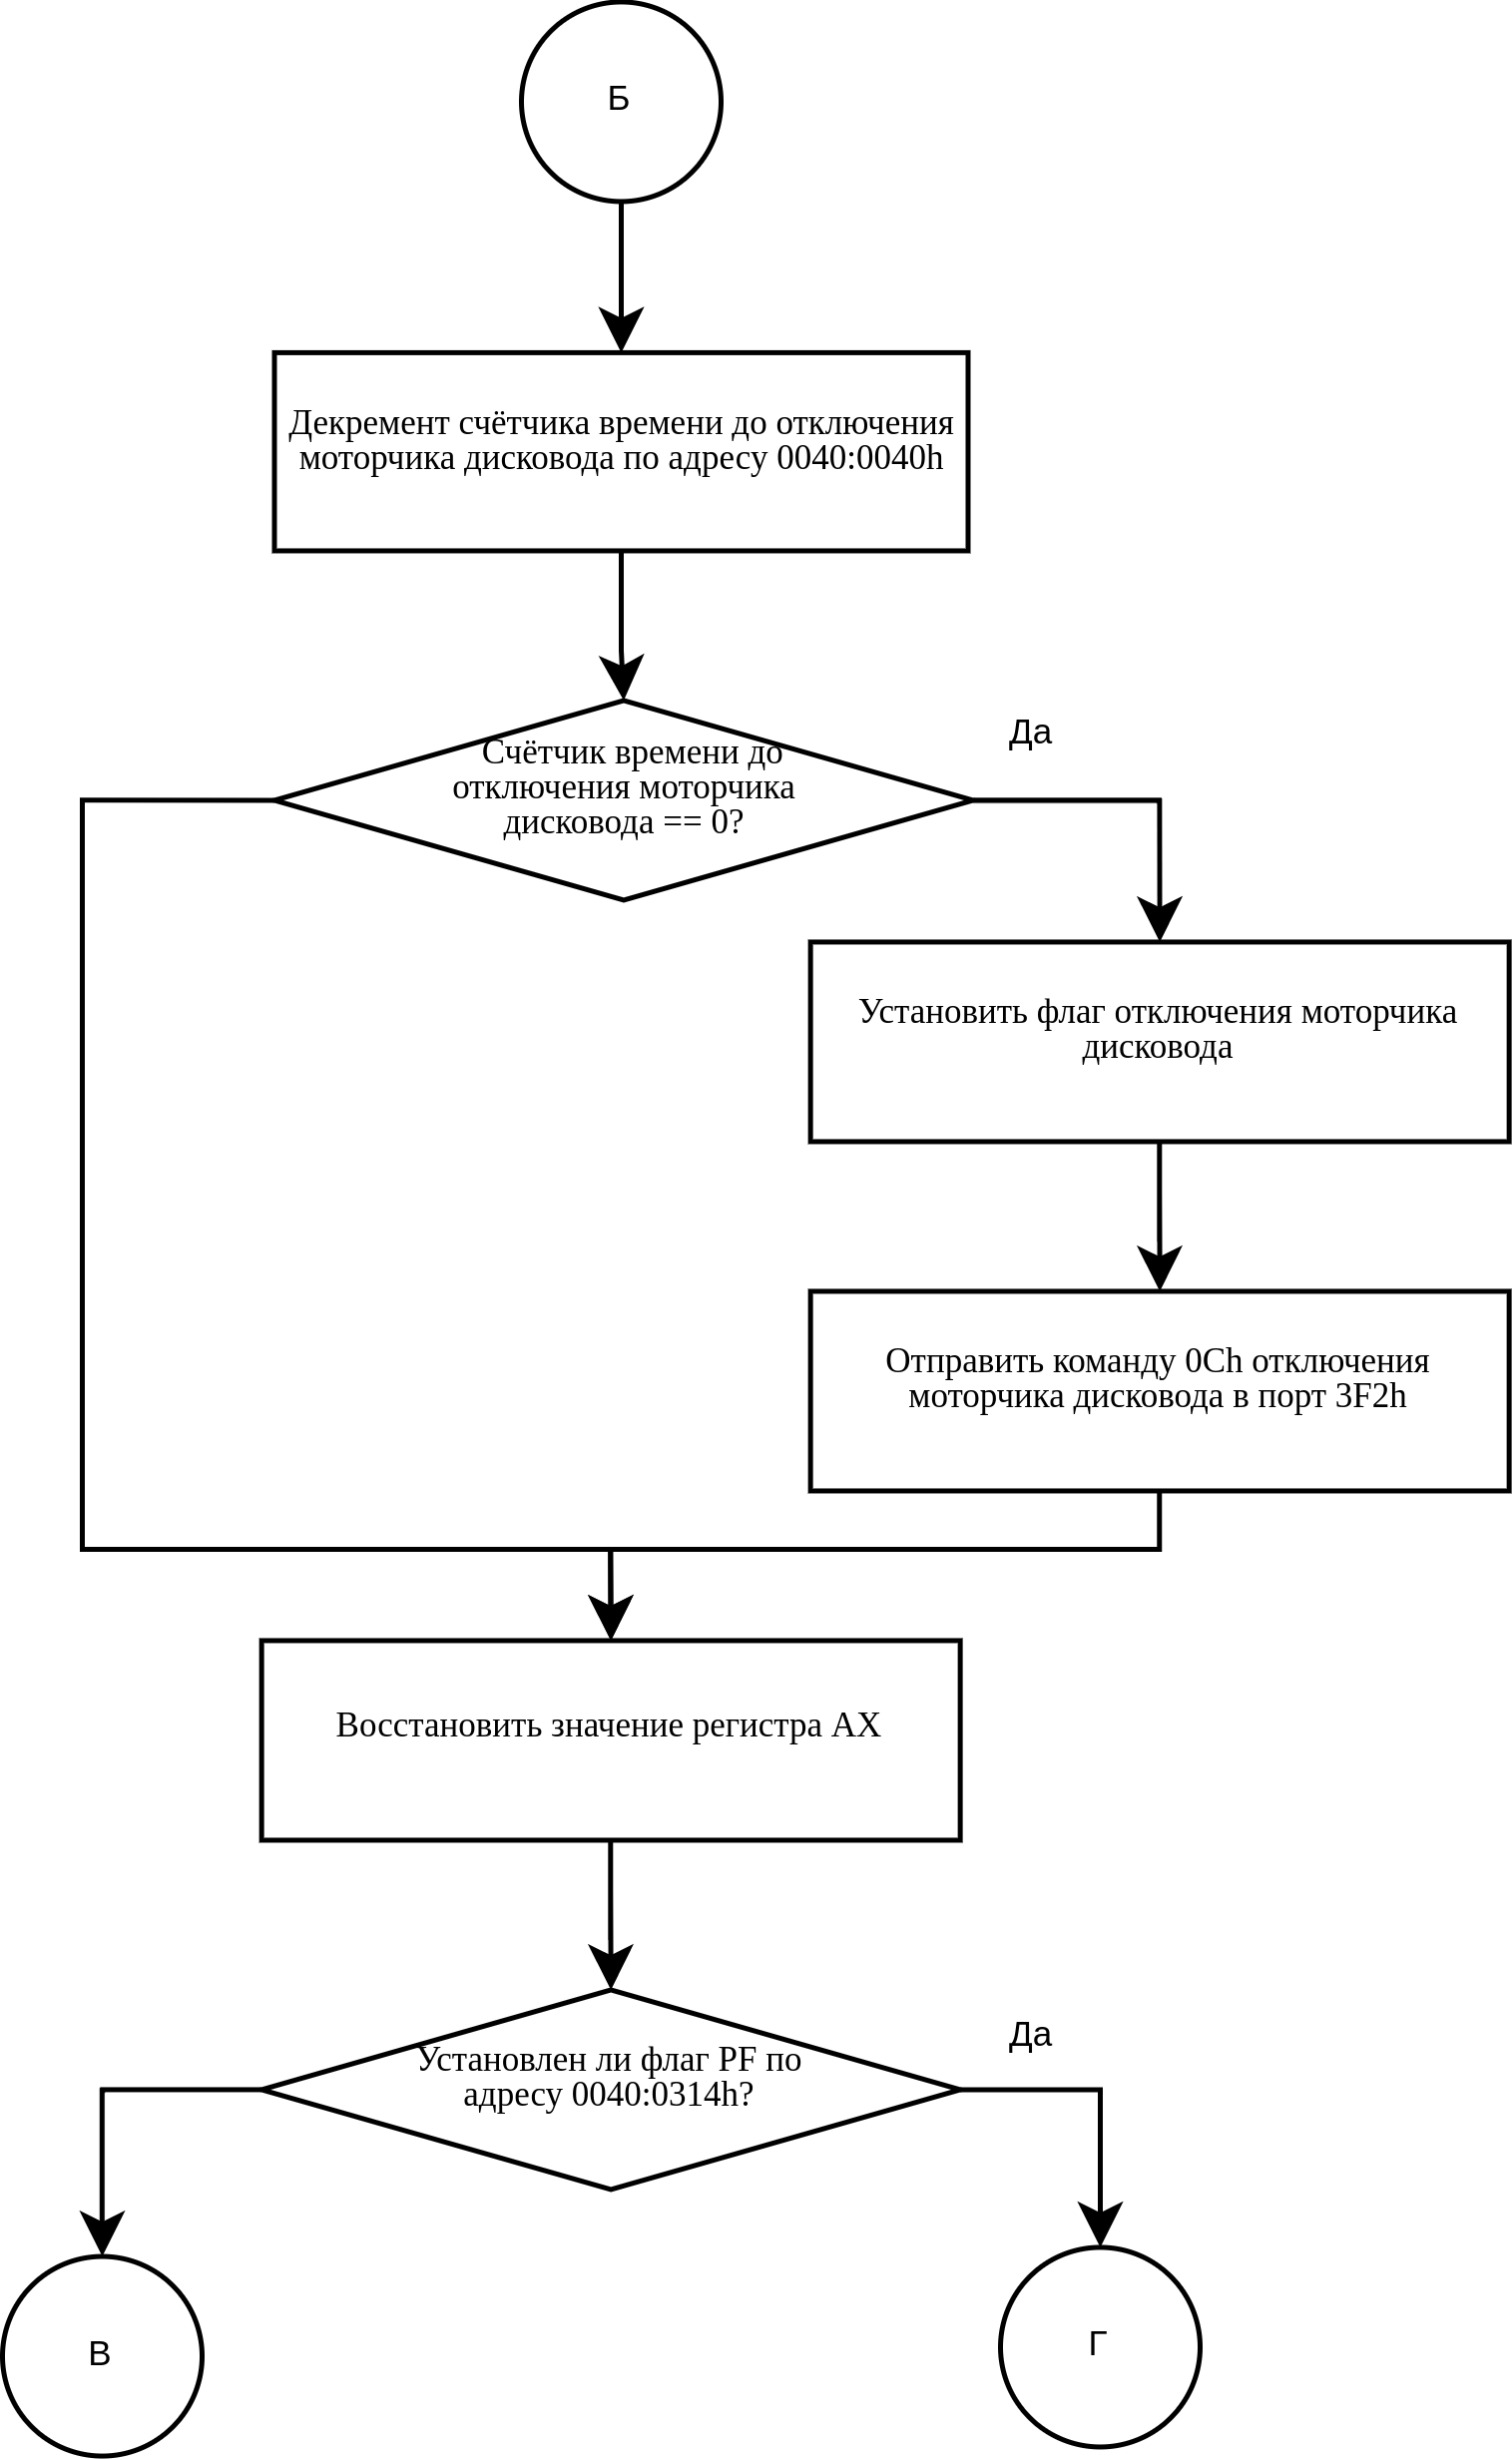 Б
Декремент счётчика времени до отключения
моторчика дисковода по адресу 0040:0040h
Да
Счётчик времени до
отключения моторчика
дисковода == 0?
Установить флаг отключения моторчика
дисковода
Отправить команду 0Ch отключения
моторчика дисковода в порт 3F2h
Восстановить значение регистра AX
Да
Установлен ли флаг PF по
адресу 0040:0314h?
В
Г